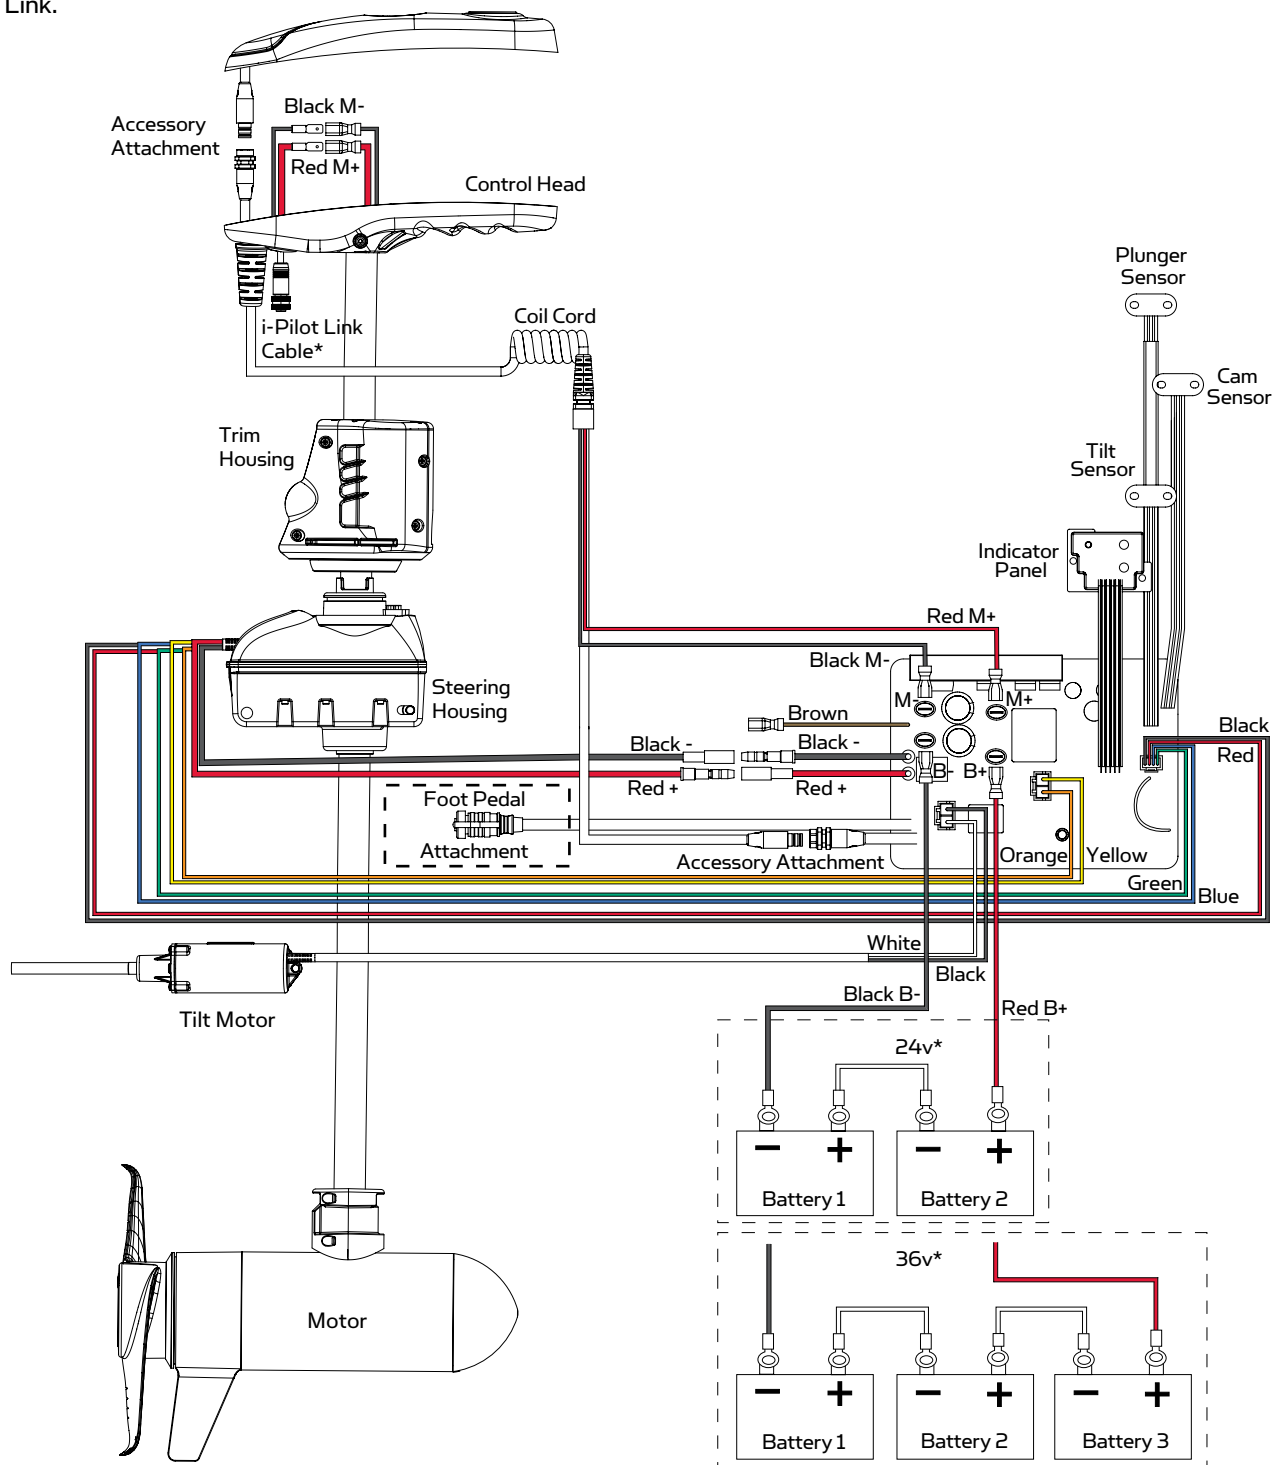 Link.
Black M-
Accessory
Attachment
Red M+
Control Head
Plunger
Sensor
Coil Cord
i-Pilot Link
Cable*
Cam
Sensor
Trim
Housing
Tilt
Sensor
Indicator
Panel
Red M+
Black M-
Steering
Housing
M-
M+
Brown
Black -
Black -
Black
Red
B-
B+
Red +
Red +
Foot Pedal
Attachment
Accessory Attachment
Orange
Yellow
Green
Blue
White
Black
Black B-
Red B+
Tilt Motor
24v*
− +
− +
Battery 1
Battery 2
36v*
Motor
− +
− +
− +
Battery 1
Battery 2
Battery 3